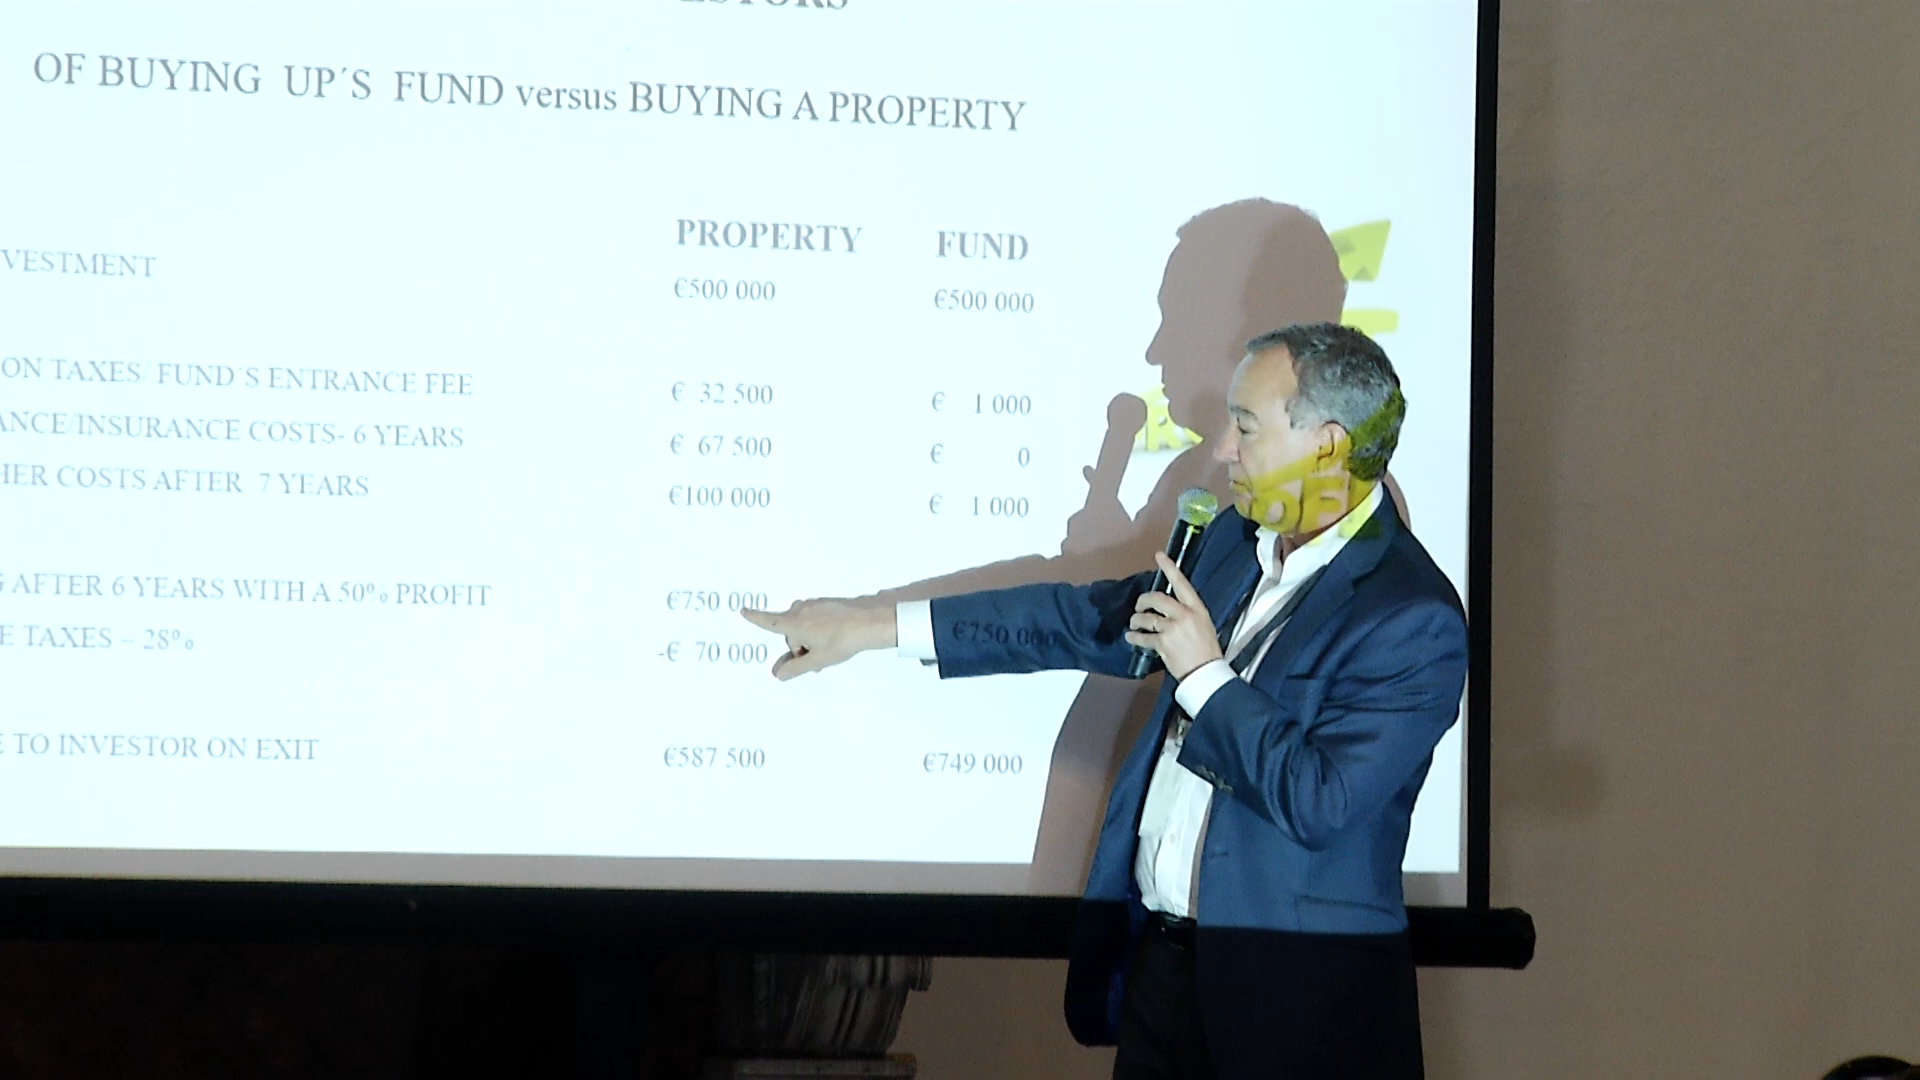 ESTORS
OF BUYING UP´S FUND versus BUYING A PROPERTY
PROPERTY FUND
VESTMENT €500 000 €500 000
ON TAXES/ FUND´S ENTRANCE FEE € 32 500 € 1 000
ANCE/INSURANCE COSTS- 6 YEARS € 67 500 € 0
HER COSTS AFTER 7 YEARS €100 000 € 1 000
AFTER 6 YEARS WITH A 50% PROFIT €750 000 €750 000
E TAXES – 28% -€ 70 000
E TO INVESTOR ON EXIT €587 500 €749 000